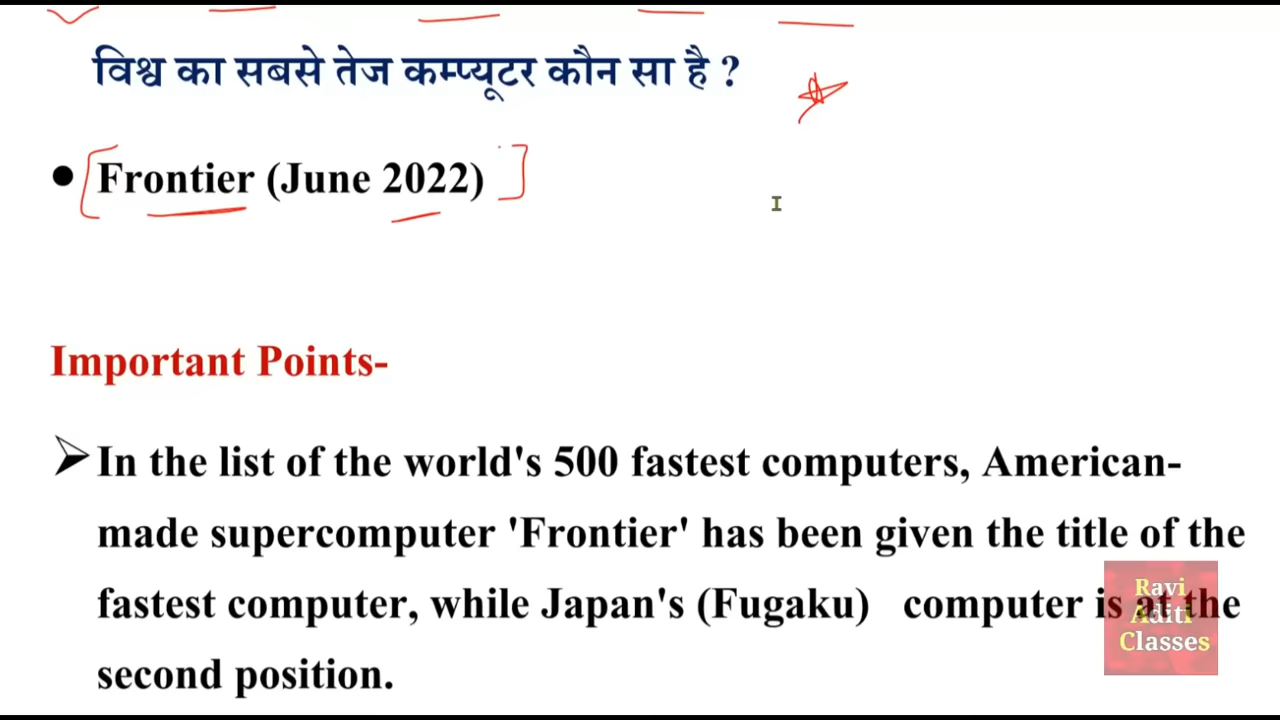 विश्व का सबसे तेज कम्प्यूटर कौन सा है ?
• Frontier (June 2022)
Important Points-
➢ In the list of the world's 500 fastest computers, American-
made supercomputer 'Frontier' has been given the title of the
fastest computer, while Japan's (Fugaku) computer is at the
second position.
Ravi
Aditi
Classes